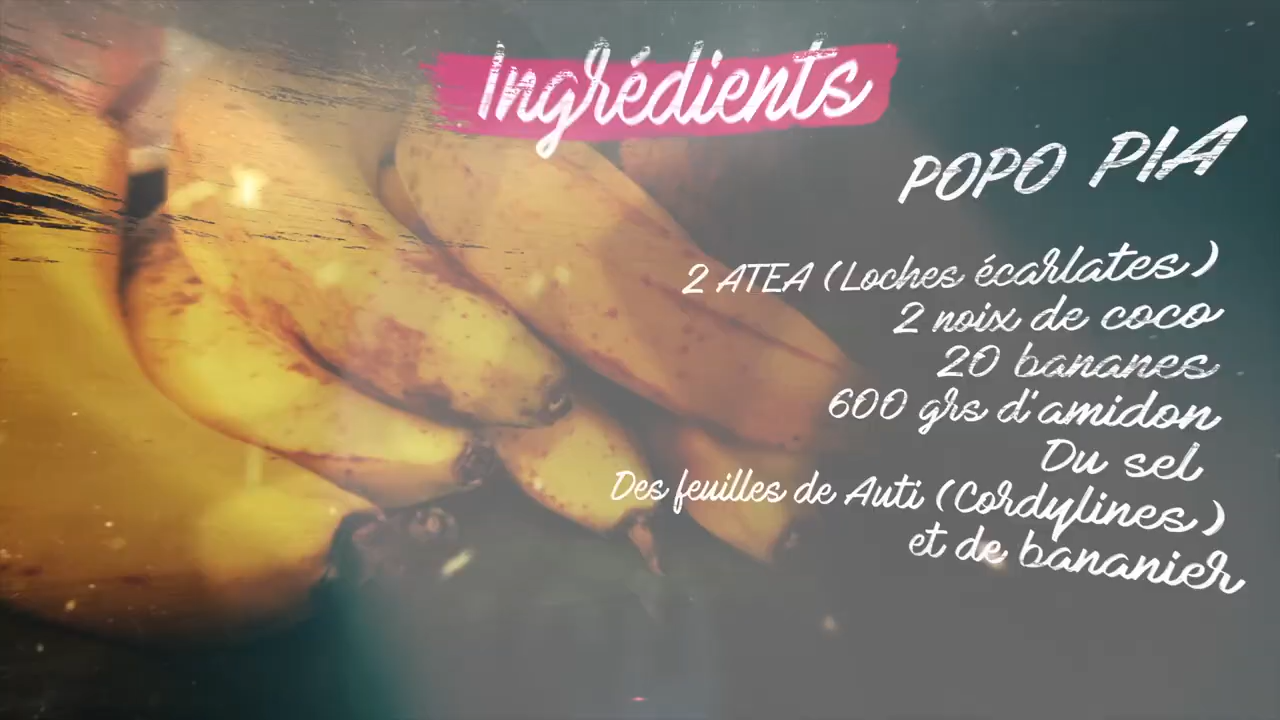 Ingrédients
POPO PIA
2 ATEA (Loches écarlates)
2 noix de coco
20 bananes
600 grs d'amidon
Du sel
Des feuilles de Auti (Cordylines)
et de bananier